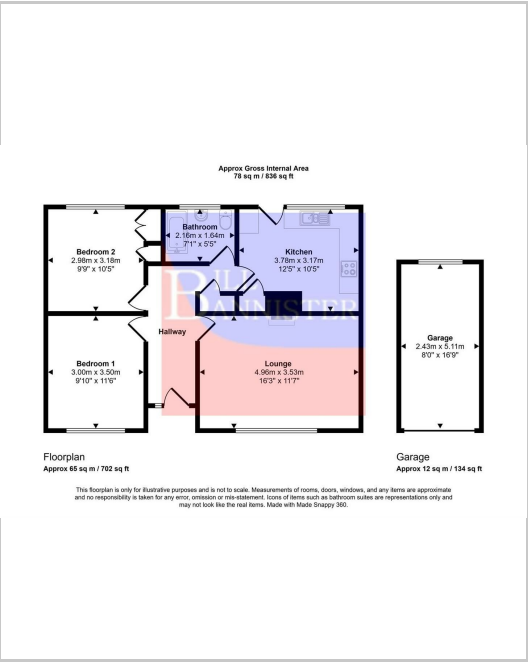 Approx Gross Internal Area
78 sq m / 836 sq ft
Bathroom
2.16m x 1.64m
7'1" x 5'5"
Bedroom 2
2.98m x 3.18m
9'9" x 10'5"
Kitchen
3.78m x 3.17m
12'5" x 10'5"
BILL
BANNISTER
Hallway
Bedroom 1
3.00m x 3.50m
9'10" x 11'6"
Lounge
4.96m x 3.53m
16'3" x 11'7"
Garage
2.43m x 5.11m
8'0" x 16'9"
Floorplan
Approx 65 sq m / 702 sq ft
Garage
Approx 12 sq m / 134 sq ft
This floorplan is only for illustrative purposes and is not to scale. Measurements of rooms, doors, windows, and any items are approximate
and no responsibility is taken for any error, omission or mis-statement. Icons of items such as bathroom suites are representations only and
may not look like the real items. Made with Made Snappy 360.